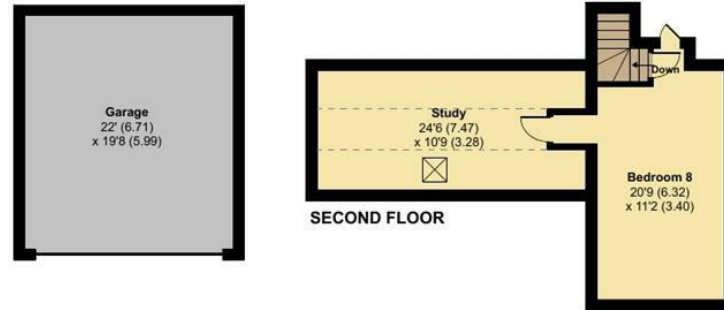 Garage
22' (6.71)
x 19'8 (5.99)
Down
Study
24'6 (7.47)
x 10'9 (3.28)
Bedroom 8
20'9 (6.32)
x 11'2 (3.40)
SECOND FLOOR